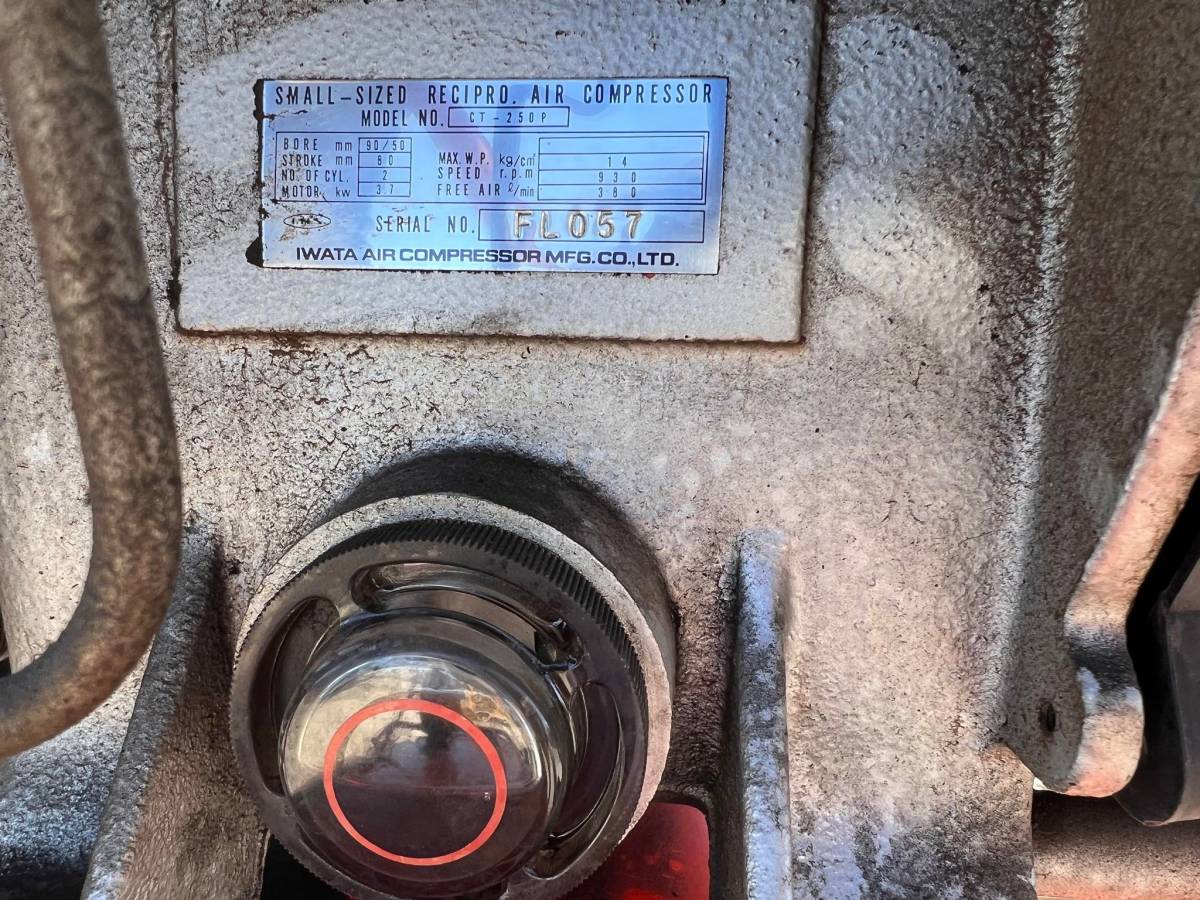 SMALL-SIZED RECIPRO. AIR COMPRESSOR
MODEL NO. CT-250P
BORE mm 90/50
STROKE mm 80 MAX. W.P. kg/cm² 14
NO. OF CYL. 2 SPEED r.p.m 930
MOTOR kw 3.7 FREE AIR ℓ/min 380
SERIAL NO. FL057
IWATA AIR COMPRESSOR MFG.CO.,LTD.